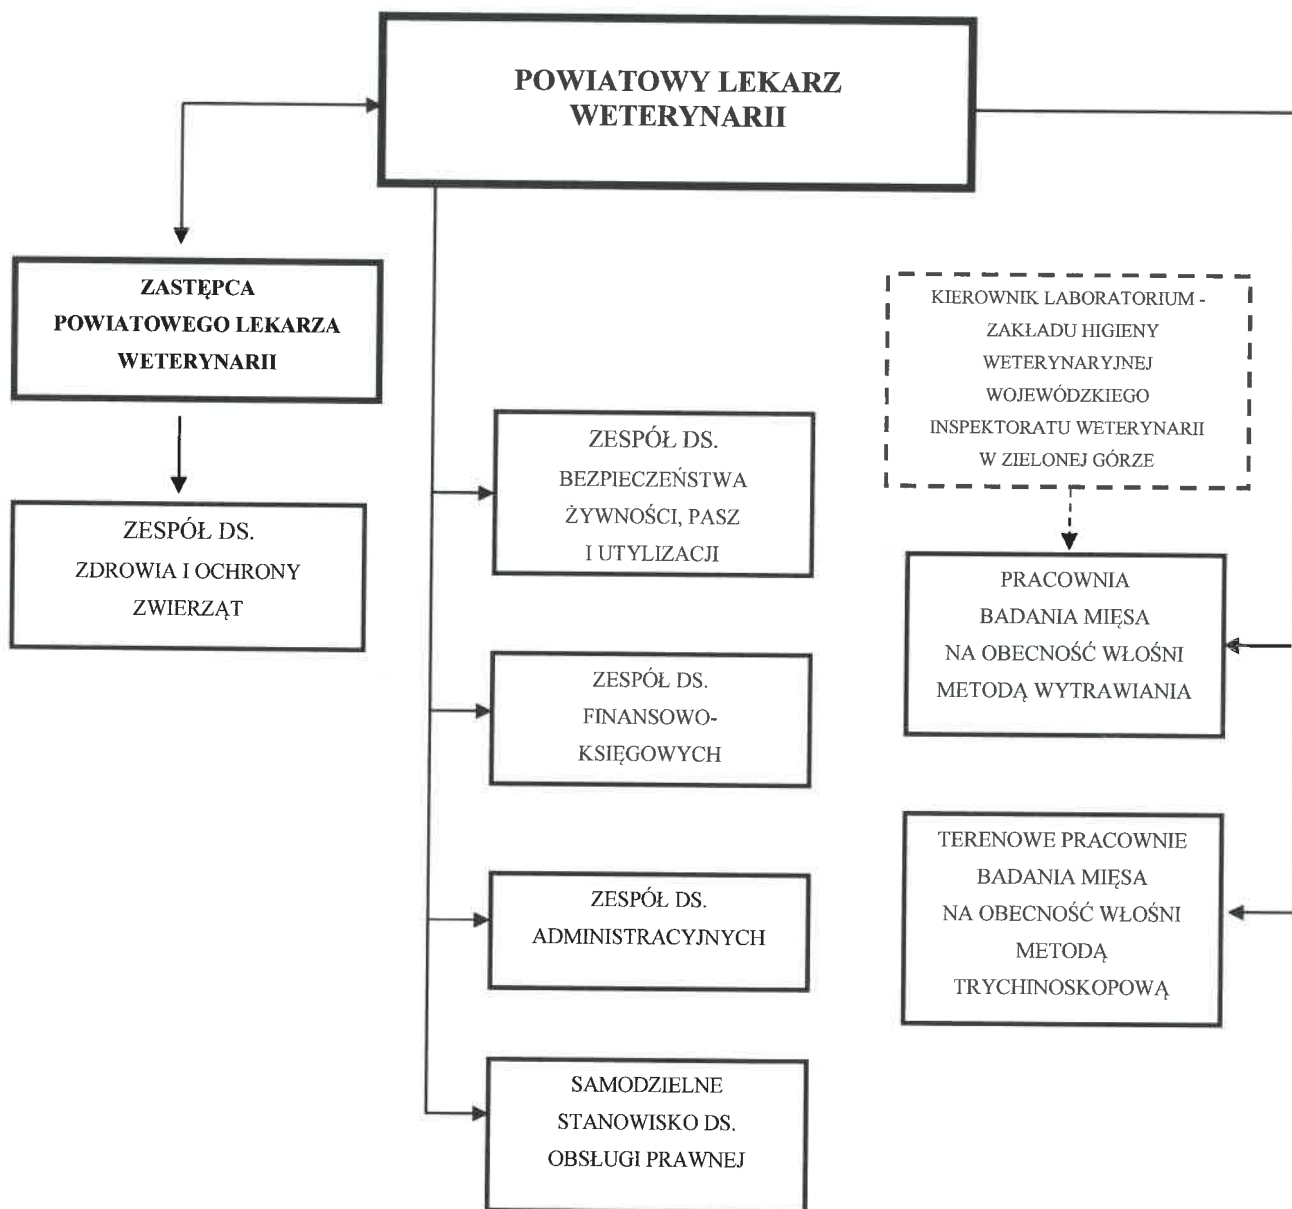 POWIATOWY LEKARZ
WETERYNARII
ZASTĘPCA
POWIATOWEGO LEKARZA
WETERYNARII
ZESPÓŁ DS.
ZDROWIA I OCHRONY
ZWIERZĄT
ZESPÓŁ DS.
BEZPIECZEŃSTWA
ŻYWNOŚCI, PASZ
I UTYLIZACJI
ZESPÓŁ DS.
FINANSOWO-
KSIĘGOWYCH
ZESPÓŁ DS.
ADMINISTRACYJNYCH
SAMODZIELNE
STANOWISKO DS.
OBSŁUGI PRAWNEJ
KIEROWNIK LABORATORIUM -
ZAKŁADU HIGIENY
WETERYNARYJNEJ
WOJEWÓDZKIEGO
INSPEKTORATU WETERYNARII
W ZIELONEJ GÓRZE
PRACOWNIA
BADANIA MIĘSA
NA OBECNOŚĆ WŁOŚNI
METODĄ WYTRAWIANIA
TERENOWE PRACOWNIE
BADANIA MIĘSA
NA OBECNOŚĆ WŁOŚNI
METODĄ
TRYCHINOSKOPOWĄ